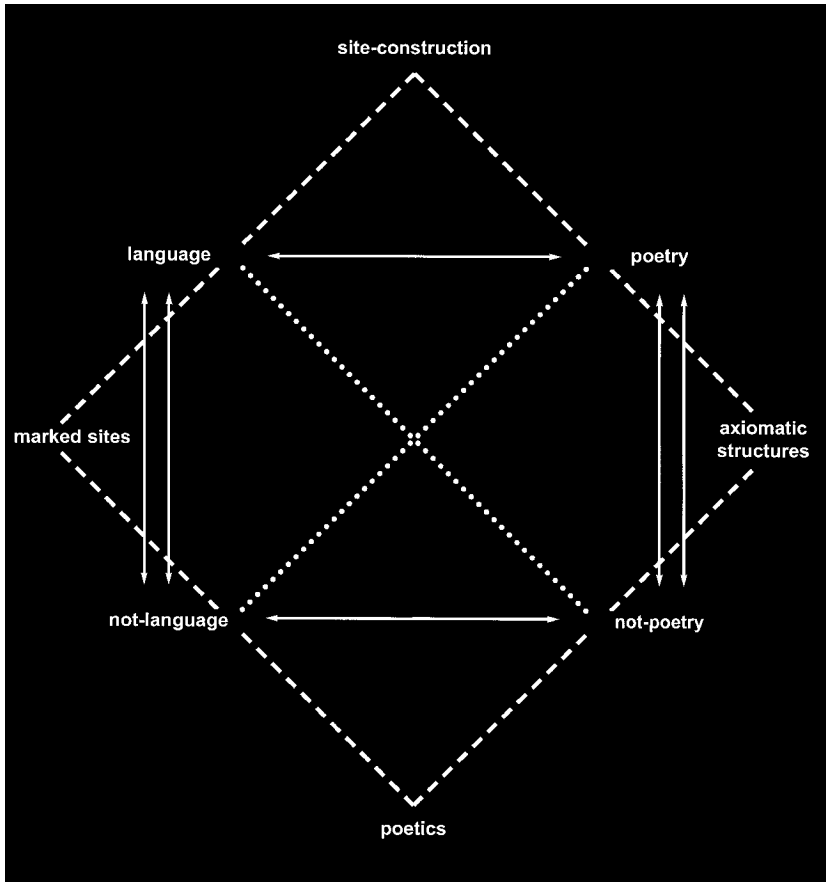 site-construction
language
poetry
marked sites
axiomatic
structures
not-language
not-poetry
poetics